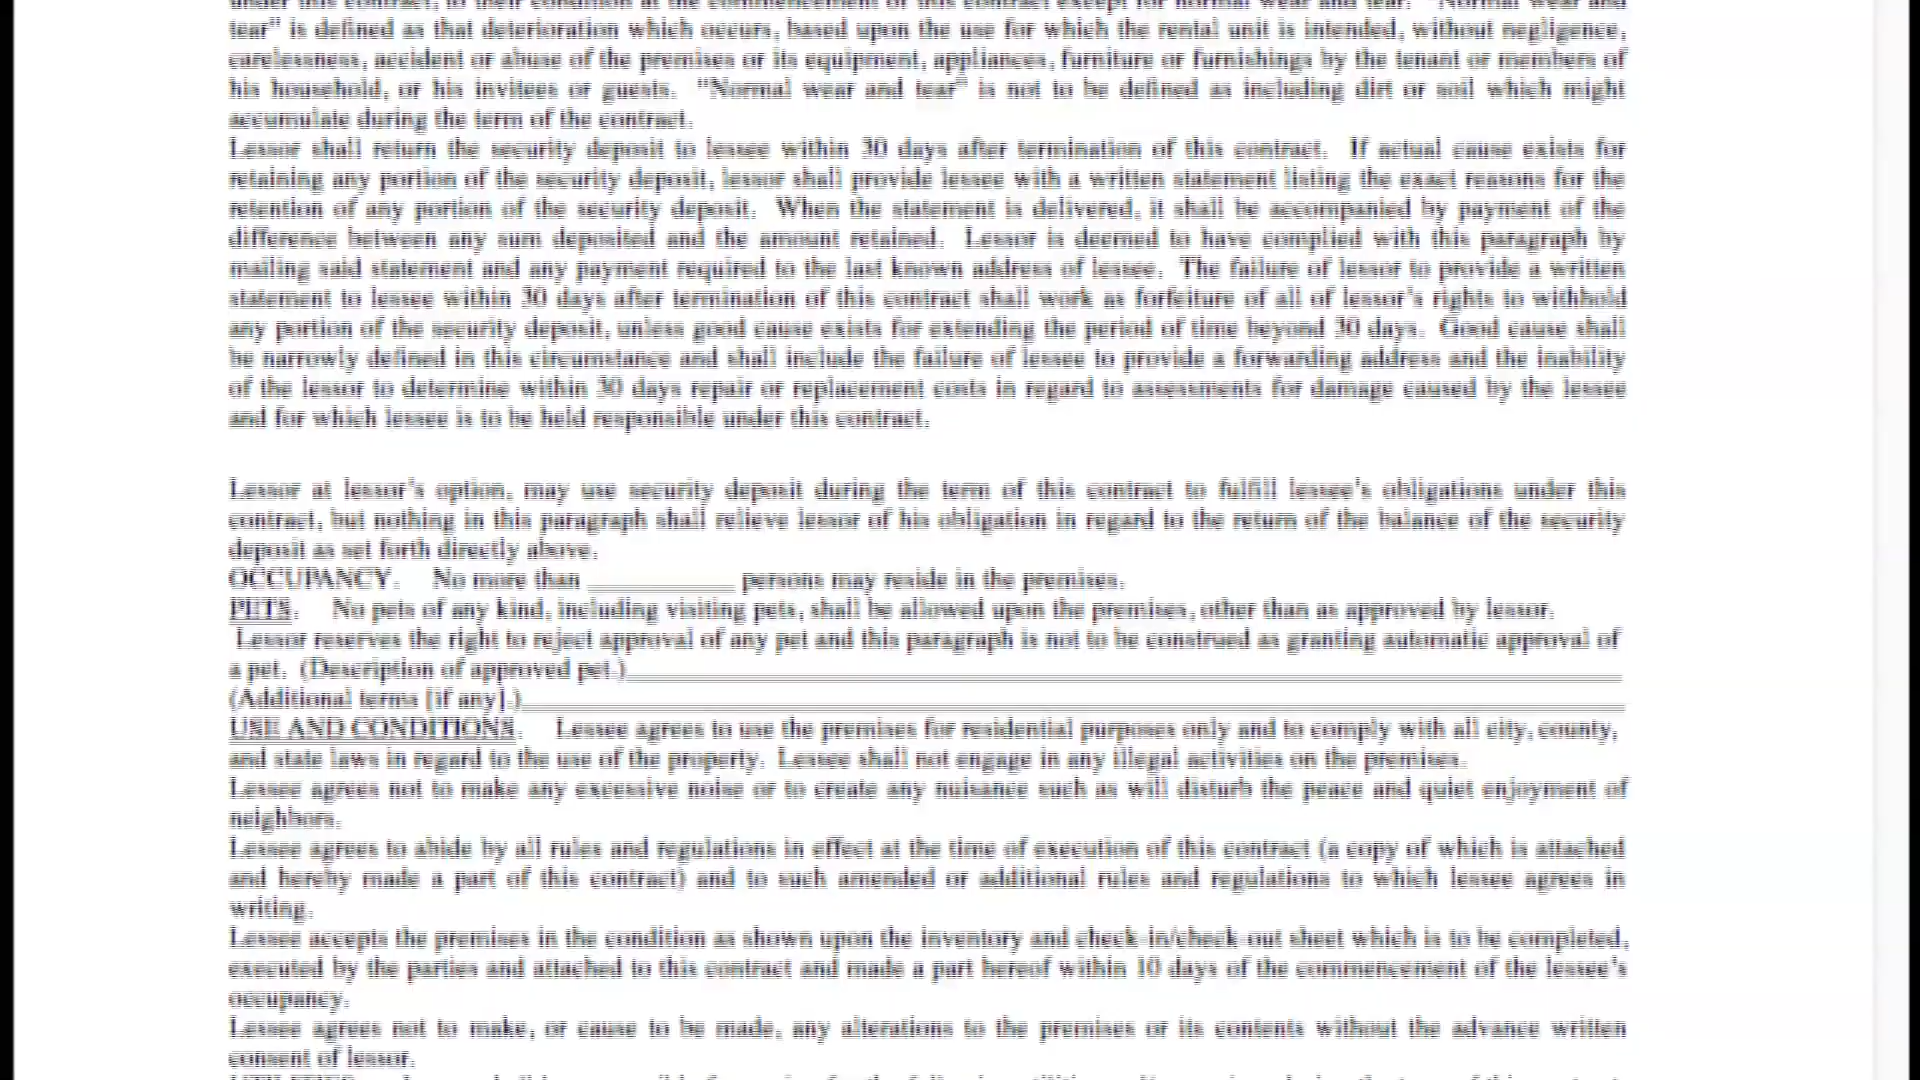 under this contract, to their condition at the commencement of this contract except for normal wear and tear. "Normal wear and
tear" is defined as that deterioration which occurs, based upon the use for which the rental unit is intended, without negligence,
carelessness, accident or abuse of the premises or its equipment, appliances, furniture or furnishings by the tenant or members of
his household, or his invitees or guests. "Normal wear and tear" is not to be defined as including dirt or soil which might
accumulate during the term of the contract.
Lessor shall return the security deposit to lessee within 30 days after termination of this contract. If actual cause exists for
retaining any portion of the security deposit, lessor shall provide lessee with a written statement listing the exact reasons for the
retention of any portion of the security deposit. When the statement is delivered, it shall be accompanied by payment of the
difference between any sum deposited and the amount retained. Lessor is deemed to have complied with this paragraph by
mailing said statement and any payment required to the last known address of lessee. The failure of lessor to provide a written
statement to lessee within 30 days after termination of this contract shall work as forfeiture of all of lessor's rights to withhold
any portion of the security deposit, unless good cause exists for extending the period of time beyond 30 days. Good cause shall
be narrowly defined in this circumstance and shall include the failure of lessee to provide a forwarding address and the inability
of the lessor to determine within 30 days repair or replacement costs in regard to assessments for damage caused by the lessee
and for which lessee is to be held responsible under this contract.
Lessor at lessor's option, may use security deposit during the term of this contract to fulfill lessee's obligations under this
contract, but nothing in this paragraph shall relieve lessor of his obligation in regard to the return of the balance of the security
deposit as set forth directly above.
OCCUPANCY. No more than ____________ persons may reside in the premises.
PETS. No pets of any kind, including visiting pets, shall be allowed upon the premises, other than as approved by lessor.
Lessor reserves the right to reject approval of any pet and this paragraph is not to be construed as granting automatic approval of
a pet. (Description of approved pet.)____________
(Additional terms [if any].)____________
USE AND CONDITIONS. Lessee agrees to use the premises for residential purposes only and to comply with all city, county,
and state laws in regard to the use of the property. Lessee shall not engage in any illegal activities on the premises.
Lessee agrees not to make any excessive noise or to create any nuisance such as will disturb the peace and quiet enjoyment of
neighbors.
Lessee agrees to abide by all rules and regulations in effect at the time of execution of this contract (a copy of which is attached
and hereby made a part of this contract) and to such amended or additional rules and regulations to which lessee agrees in
writing.
Lessee accepts the premises in the condition as shown upon the inventory and check-in/check-out sheet which is to be completed,
executed by the parties and attached to this contract and made a part hereof within 10 days of the commencement of the lessee's
occupancy.
Lessee agrees not to make, or cause to be made, any alterations to the premises or its contents without the advance written
consent of lessor.